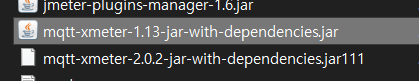 jmeter-plugins-manager-1.6.jar
mqtt-xmeter-1.13-jar-with-dependencies.jar
mqtt-xmeter-2.0.2-jar-with-dependencies.jar111